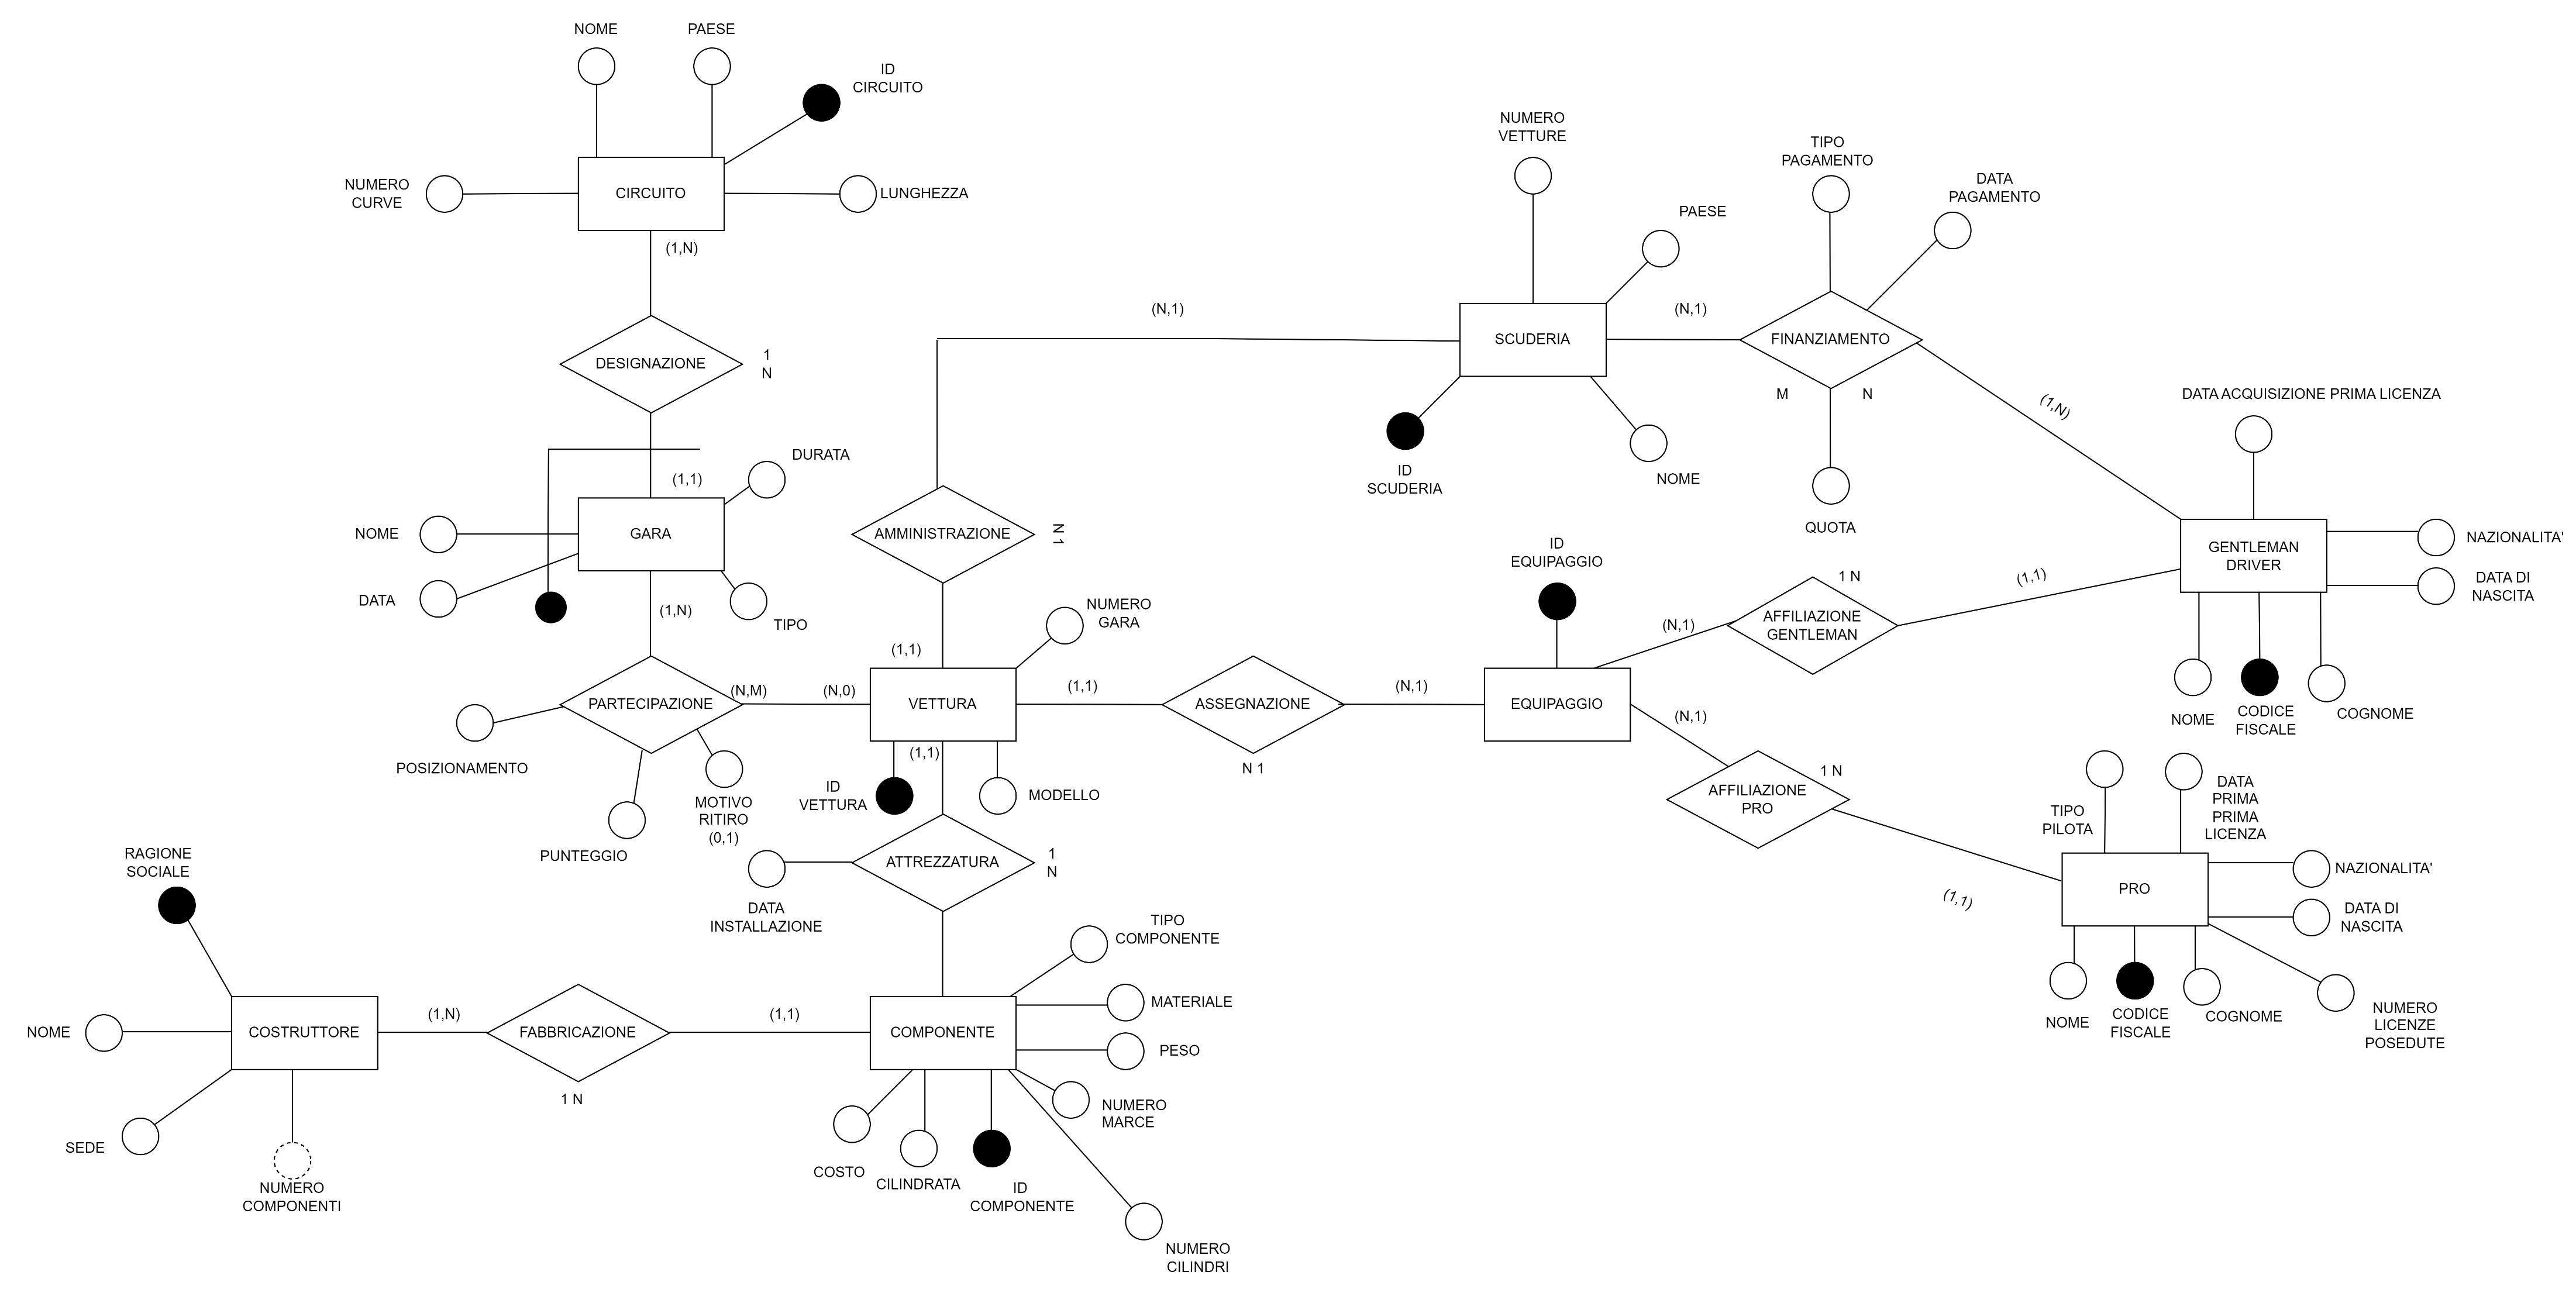 NOME
PAESE
ID
CIRCUITO
NUMERO
CURVE
CIRCUITO
LUNGHEZZA
(1,N)
DESIGNAZIONE
1
N
(1,1)
DURATA
NOME
GARA
DATA
TIPO
(1,N)
PARTECIPAZIONE
(N,M)
(N,0)
POSIZIONAMENTO
PUNTEGGIO
MOTIVO
RITIRO
(0,1)
NUMERO
VETTURE
PAESE
(N,1)
SCUDERIA
ID
SCUDERIA
NOME
(N,1)
TIPO
PAGAMENTO
DATA
PAGAMENTO
FINANZIAMENTO
M
N
QUOTA
(1,N)
DATA ACQUISIZIONE PRIMA LICENZA
GENTLEMAN
DRIVER
NAZIONALITA'
DATA DI
NASCITA
NOME
CODICE
FISCALE
COGNOME
AMMINISTRAZIONE
N 1
(1,1)
NUMERO
GARA
VETTURA
(1,1)
ID
VETTURA
(1,1)
MODELLO
ASSEGNAZIONE
N 1
(N,1)
ID
EQUIPAGGIO
EQUIPAGGIO
(N,1)
AFFILIAZIONE
GENTLEMAN
1 N
(1,1)
(N,1)
AFFILIAZIONE
PRO
1 N
(1,1)
TIPO
PILOTA
DATA
PRIMA
PRIMA
LICENZA
PRO
NAZIONALITA'
DATA DI
NASCITA
NOME
CODICE
FISCALE
COGNOME
NUMERO
LICENZE
POSEDUTE
ATTREZZATURA
1
N
DATA
INSTALLAZIONE
RAGIONE
SOCIALE
NOME
COSTRUTTORE
SEDE
NUMERO
COMPONENTI
(1,N)
FABBRICAZIONE
1 N
(1,1)
COMPONENTE
TIPO
COMPONENTE
MATERIALE
PESO
NUMERO
MARCE
COSTO
CILINDRATA
ID
COMPONENTE
NUMERO
CILINDRI